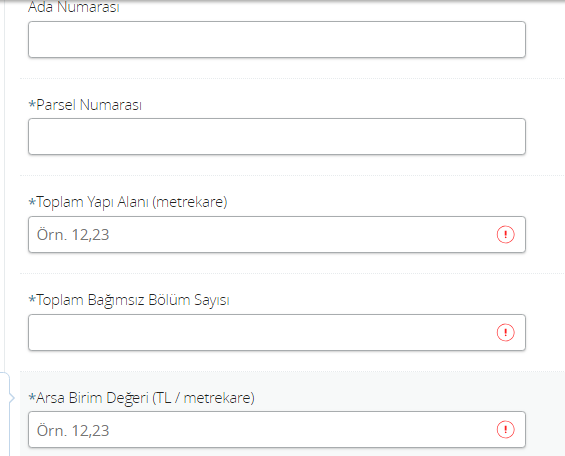 Ada Numarası
*Parsel Numarası
*Toplam Yapı Alanı (metrekare)
Örn. 12,23
*Toplam Bağımsız Bölüm Sayısı
*Arsa Birim Değeri (TL / metrekare)
Örn. 12,23